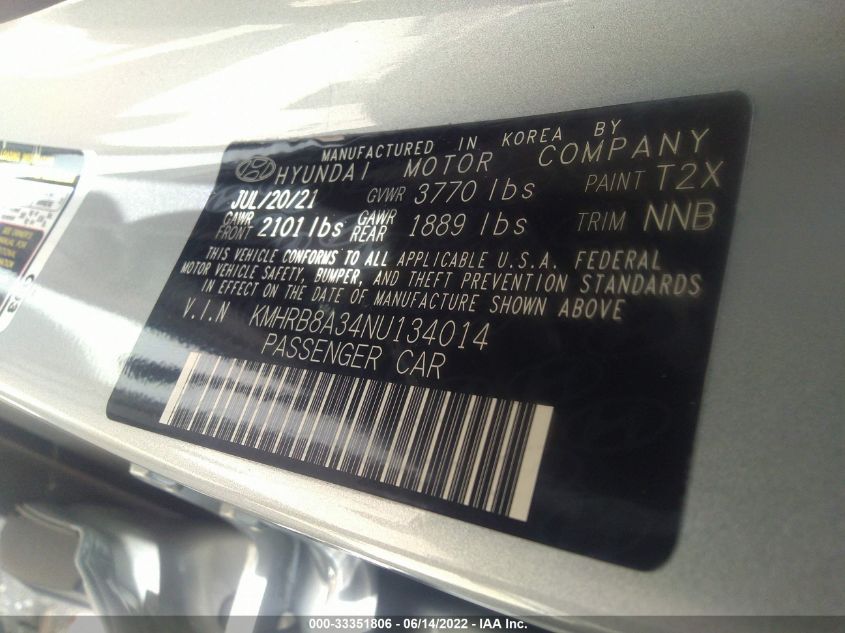 MANUFACTURED IN KOREA BY
HYUNDAI MOTOR COMPANY
JUL/20/21 GVWR 3770 lbs PAINT T2X
GAWR FRONT 2101 lbs GAWR REAR 1889 lbs TRIM NNB
THIS VEHICLE CONFORMS TO ALL APPLICABLE U.S.A. FEDERAL
MOTOR VEHICLE SAFETY, BUMPER, AND THEFT PREVENTION STANDARDS
IN EFFECT ON THE DATE OF MANUFACTURE SHOWN ABOVE
V.I.N KMHRB8A34NU134014
PASSENGER CAR
000-33351806 - 06/14/2022 - IAA Inc.